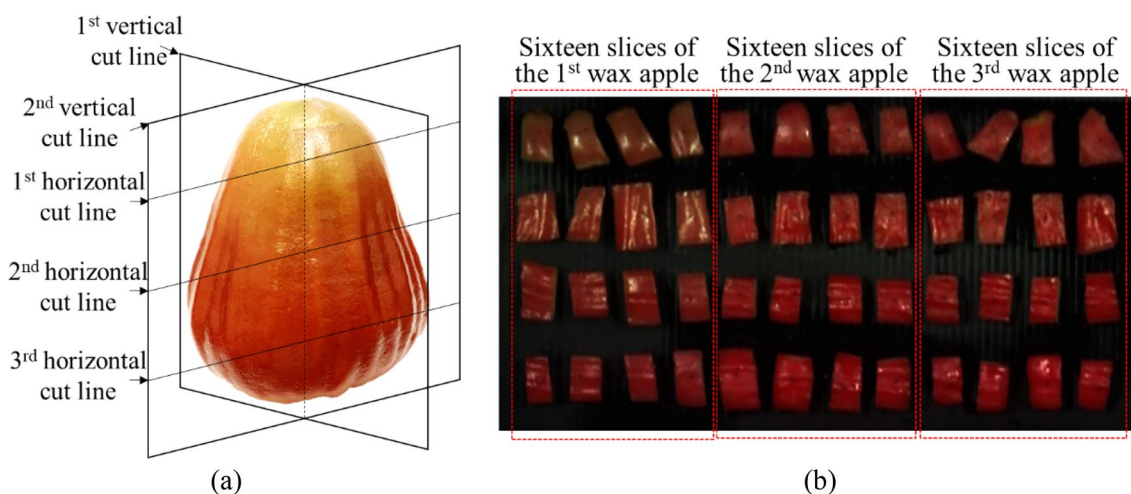 1st vertical
cut line
2nd vertical
cut line
1st horizontal
cut line
2nd horizontal
cut line
3rd horizontal
cut line
(a)
Sixteen slices of
the 1st wax apple
Sixteen slices of
the 2nd wax apple
Sixteen slices of
the 3rd wax apple
(b)